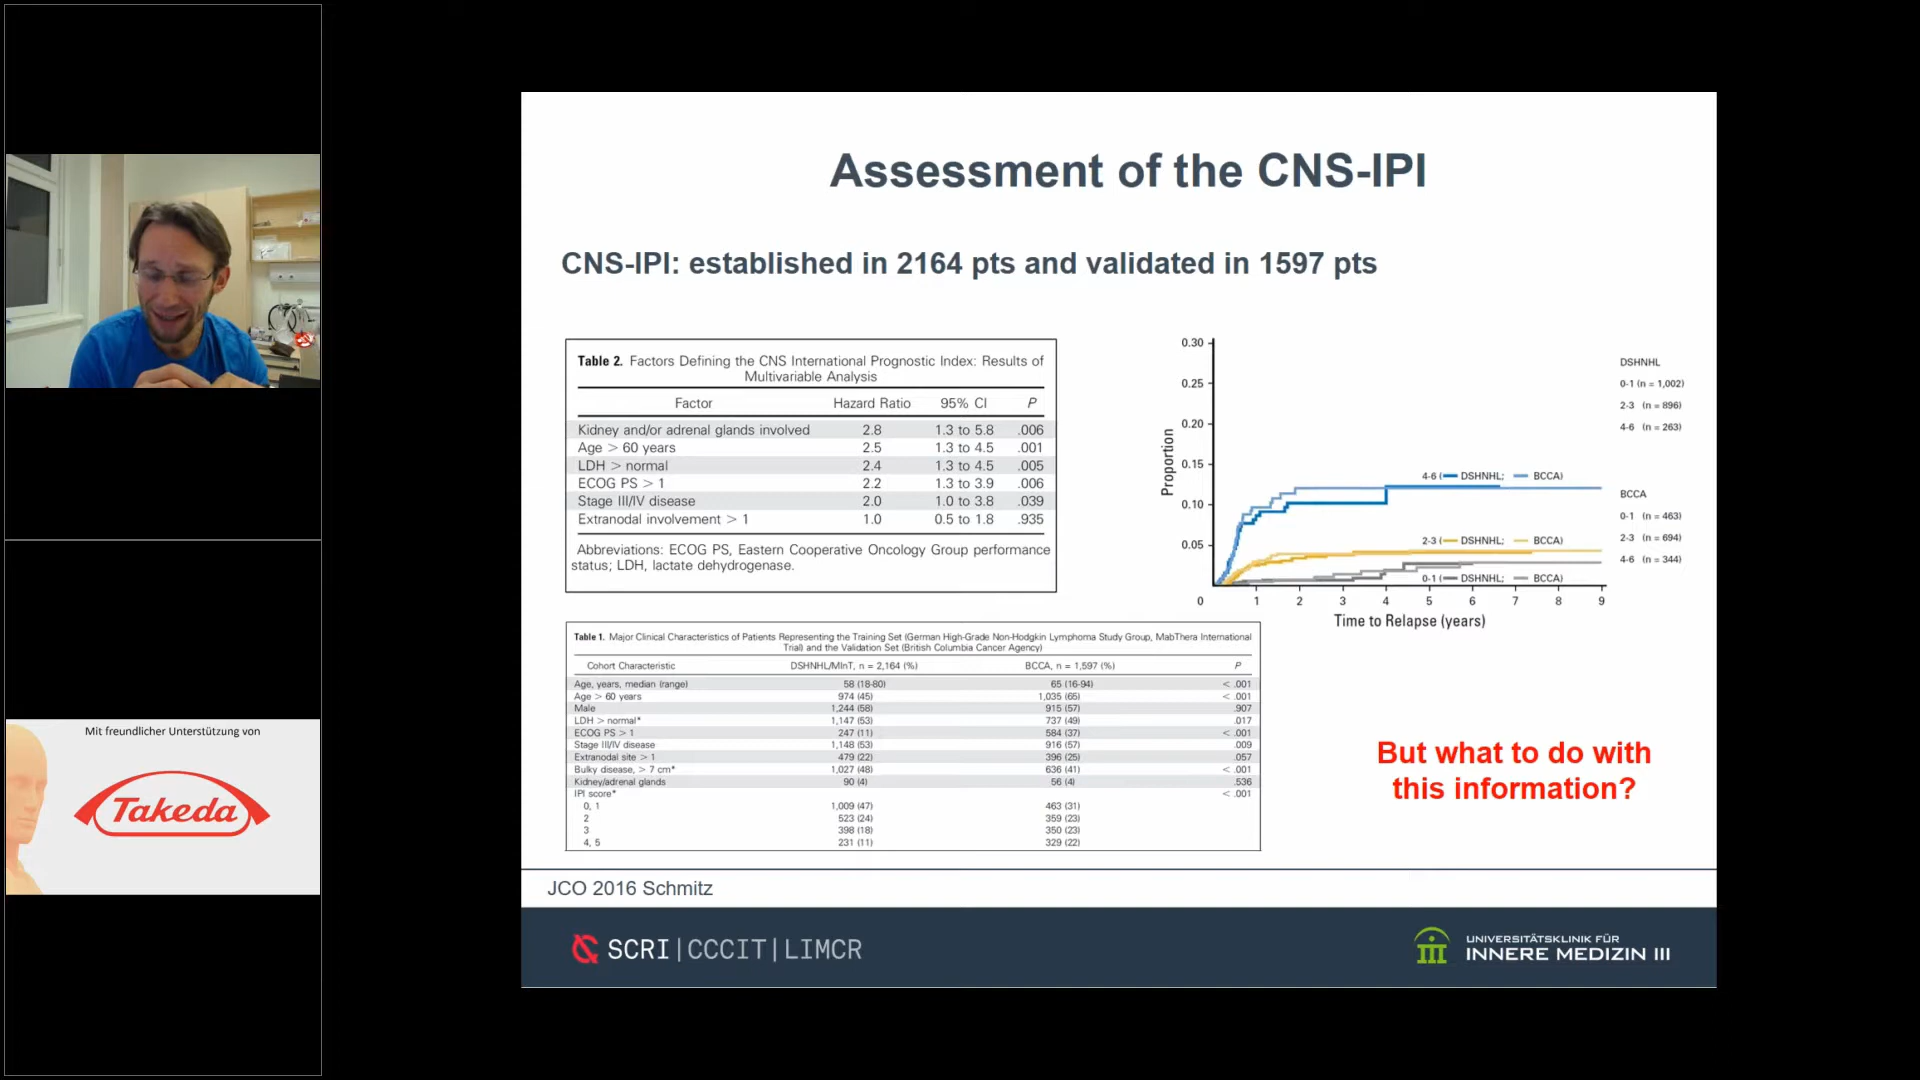 Assessment of the CNS-IPI
CNS-IPI: established in 2164 pts and validated in 1597 pts
Table 2. Factors Defining the CNS International Prognostic Index: Results of
Multivariable Analysis
Factor Hazard Ratio 95% CI P
Kidney and/or adrenal glands involved 2.8 1.3 to 5.8 .006
Age > 60 years 2.5 1.3 to 4.5 .001
LDH > normal 2.4 1.3 to 4.5 .005
ECOG PS > 1 2.2 1.3 to 3.9 .006
Stage III/IV disease 2.0 1.0 to 3.8 .039
Extranodal involvement > 1 1.0 0.5 to 1.8 .935
Abbreviations: ECOG PS, Eastern Cooperative Oncology Group performance
status; LDH, lactate dehydrogenase.
0.30
0.25
0.20
0.15
0.10
0.05
Proportion
4-6 ( DSHNHL; BCCA)
2-3 ( DSHNHL; BCCA)
0-1 ( DSHNHL; BCCA)
0 1 2 3 4 5 6 7 8 9
Time to Relapse (years)
DSHNHL
0-1 (n = 1,002)
2-3 (n = 896)
4-6 (n = 263)
BCCA
0-1 (n = 463)
2-3 (n = 694)
4-6 (n = 344)
Table 1. Major Clinical Characteristics of Patients Representing the Training Set (German High-Grade Non-Hodgkin Lymphoma Study Group, MabThera International
Trial) and the Validation Set (British Columbia Cancer Agency)
Cohort Characteristic DSHNHL/MInT, n = 2,164 (%) BCCA, n = 1,597 (%) P
Age, years, median (range) 58 (18-80) 65 (16-94) < .001
Age > 60 years 974 (45) 1,035 (65) < .001
Male 1,244 (58) 915 (57) .907
LDH > normal* 1,147 (53) 737 (49) .017
ECOG PS > 1 247 (11) 584 (37) < .001
Stage III/IV disease 1,148 (53) 916 (57) .009
Extranodal site > 1 479 (22) 396 (25) .057
Bulky disease, > 7 cm* 1,027 (48) 636 (41) < .001
Kidney/adrenal glands 90 (4) 56 (4) .536
IPI score* < .001
0, 1 1,009 (47) 463 (31)
2 523 (24) 359 (23)
3 398 (18) 350 (23)
4, 5 231 (11) 329 (22)
But what to do with
this information?
JCO 2016 Schmitz
SCRI|CCCIT|LIMCR
UNIVERSITÄTSKLINIK FÜR
INNERE MEDIZIN III
Mit freundlicher Unterstützung von
Takeda